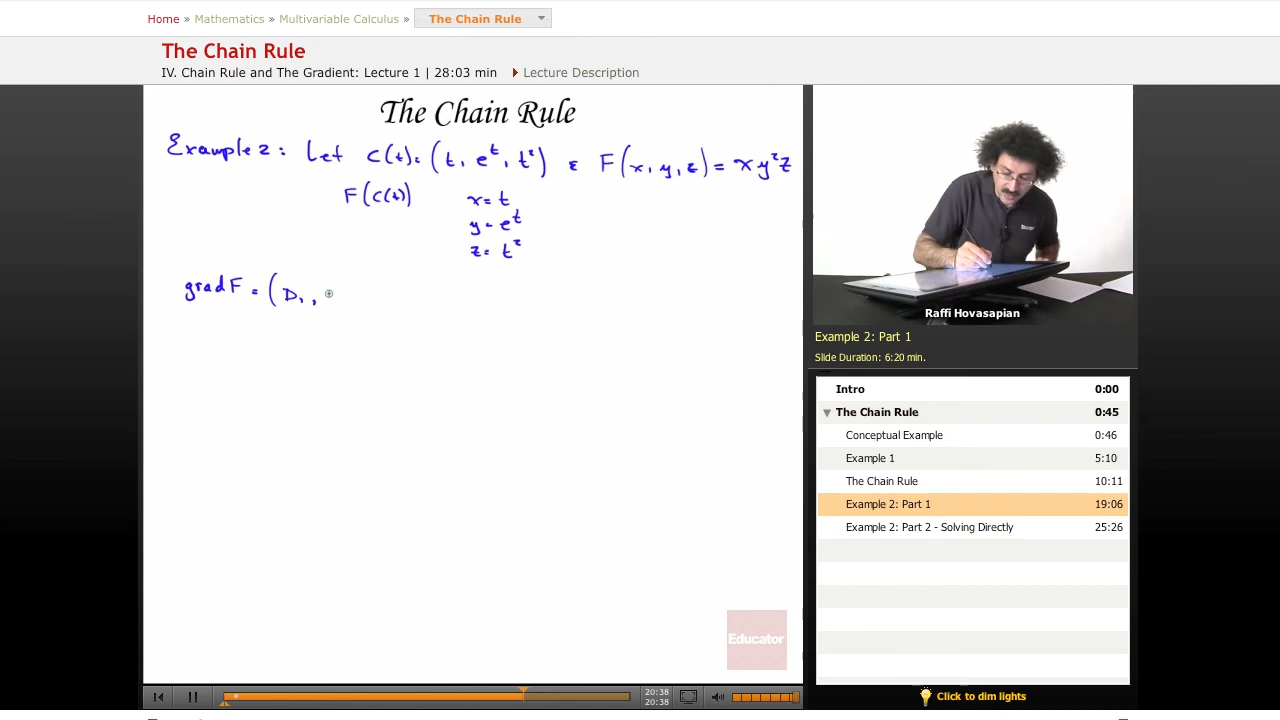 Home » Mathematics » Multivariable Calculus » The Chain Rule
The Chain Rule
IV. Chain Rule and The Gradient: Lecture 1 | 28:03 min Lecture Description
The Chain Rule
Example 2: Let C(t) = (t, e^t, t²) & F(x, y, z) = xy²z
F(C(t)) x = t
y = e^t
z = t²
grad F = (D₁,
Educator
Raffi Hovasapian
Example 2: Part 1
Slide Duration: 6:20 min.
Intro 0:00
The Chain Rule 0:45
Conceptual Example 0:46
Example 1 5:10
The Chain Rule 10:11
Example 2: Part 1 19:06
Example 2: Part 2 - Solving Directly 25:26
20:38
20:38
Click to dim lights